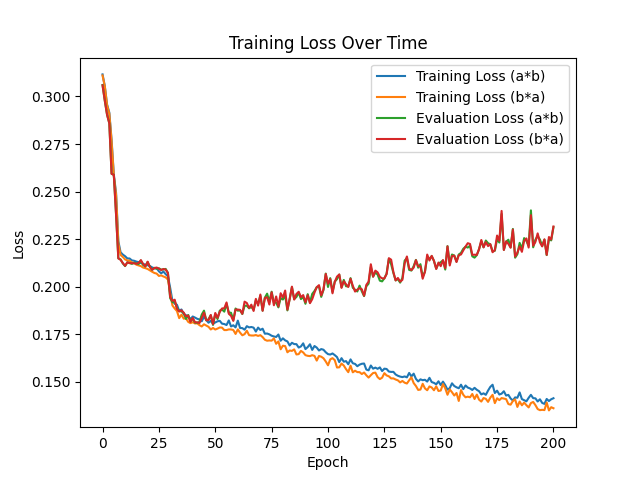 Training Loss Over Time
Training Loss (a*b)
Training Loss (b*a)
Evaluation Loss (a*b)
Evaluation Loss (b*a)
0.300
0.275
0.250
0.225
0.200
0.175
0.150
Loss
0 25 50 75 100 125 150 175 200
Epoch